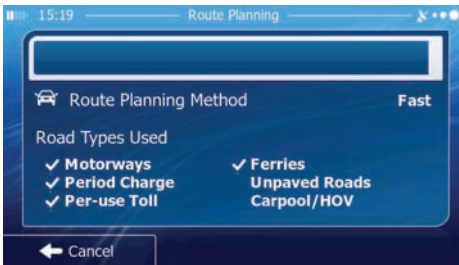 15:19 Route Planning
Route Planning Method Fast
Road Types Used
Motorways Ferries
Period Charge Unpaved Roads
Per-use Toll Carpool/HOV
Cancel